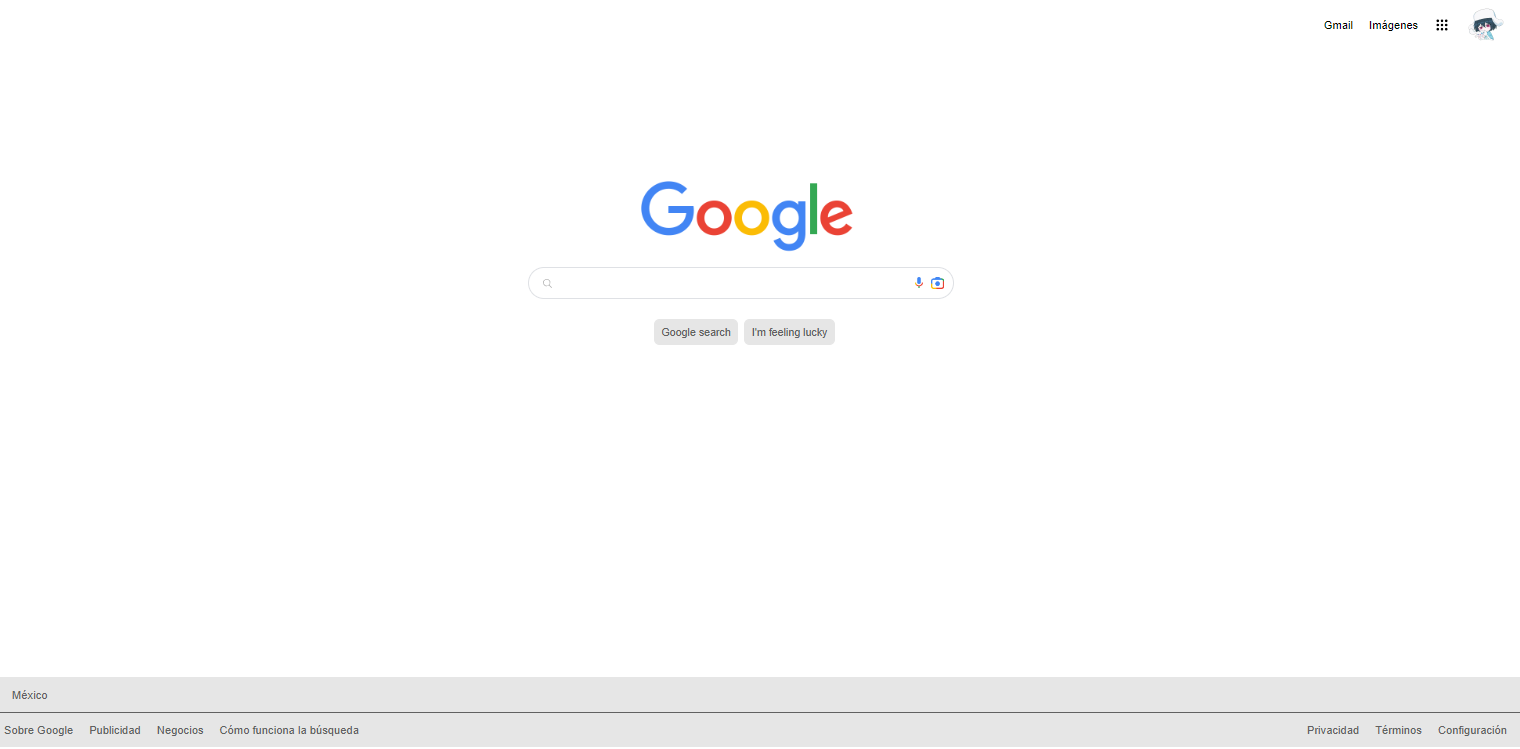 Gmail Imágenes
Google
Google search I'm feeling lucky
México
Sobre Google Publicidad Negocios Cómo funciona la búsqueda Privacidad Términos Configuración